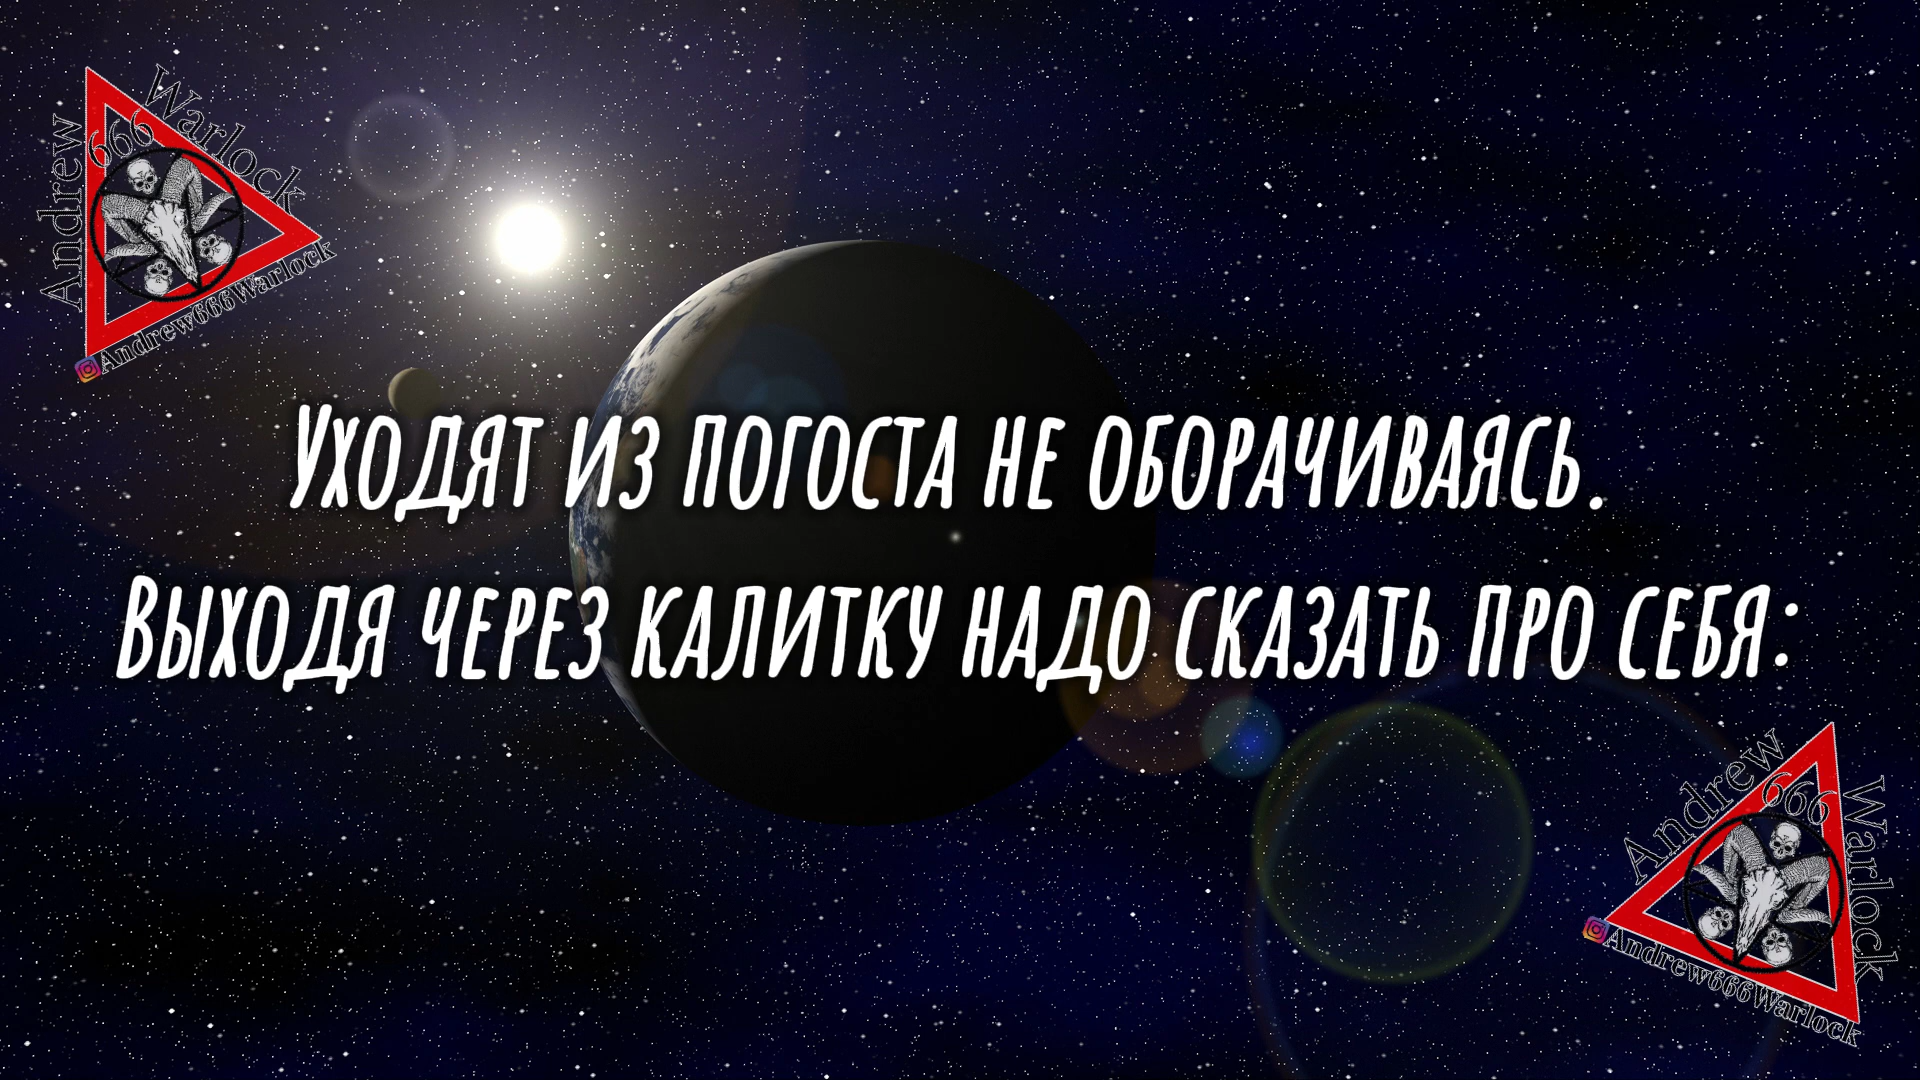 Andrew 666 Warlock
Andrew666Warlock
Уходят из погоста не оборачиваясь.
Выходя через калитку надо сказать про себя:
Andrew 666 Warlock
Andrew666Warlock